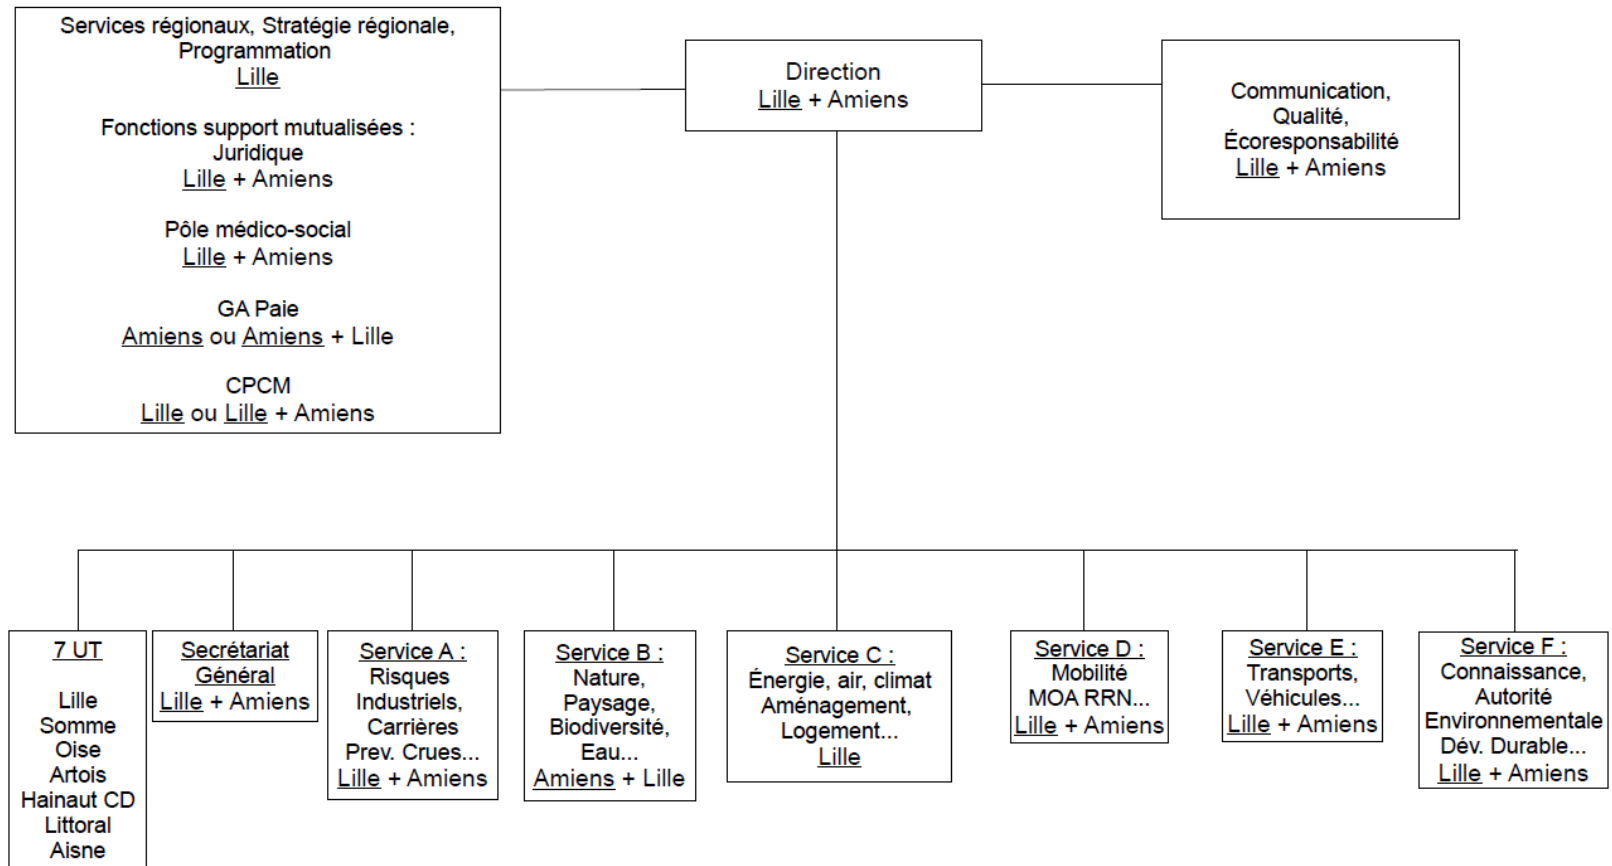 Services régionaux, Stratégie régionale,
Programmation
Lille
Fonctions support mutualisées :
Juridique
Lille + Amiens
Pôle médico-social
Lille + Amiens
GA Paie
Amiens ou Amiens + Lille
CPCM
Lille ou Lille + Amiens
Direction
Lille + Amiens
Communication,
Qualité,
Écoresponsabilité
Lille + Amiens
7 UT
Lille
Somme
Oise
Artois
Hainaut CD
Littoral
Aisne
Secrétariat
Général
Lille + Amiens
Service A :
Risques
Industriels,
Carrières
Prev. Crues...
Lille + Amiens
Service B :
Nature,
Paysage,
Biodiversité,
Eau...
Amiens + Lille
Service C :
Énergie, air, climat
Aménagement,
Logement...
Lille
Service D :
Mobilité
MOA RRN...
Lille + Amiens
Service E :
Transports,
Véhicules...
Lille + Amiens
Service F :
Connaissance,
Autorité
Environnementale
Dév. Durable...
Lille + Amiens